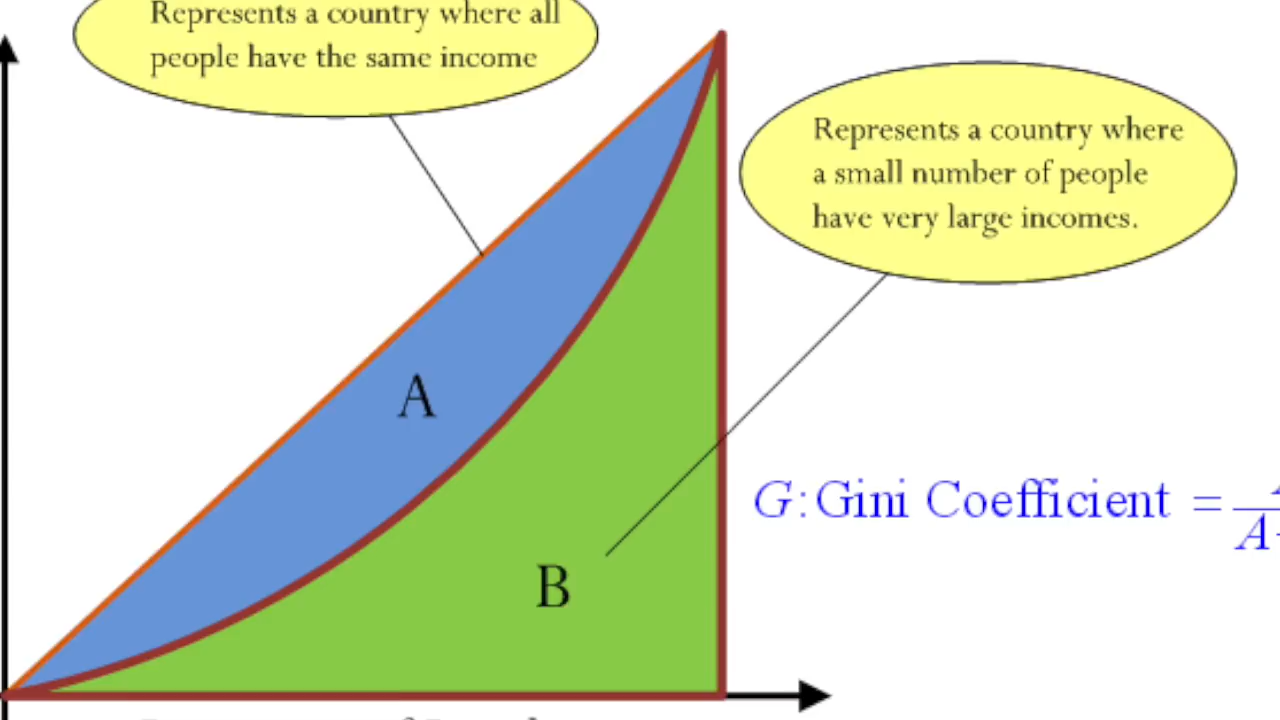 Represents a country where all
people have the same income
Represents a country where
a small number of people
have very large incomes.
A
G:Gini Coefficient =
A
B